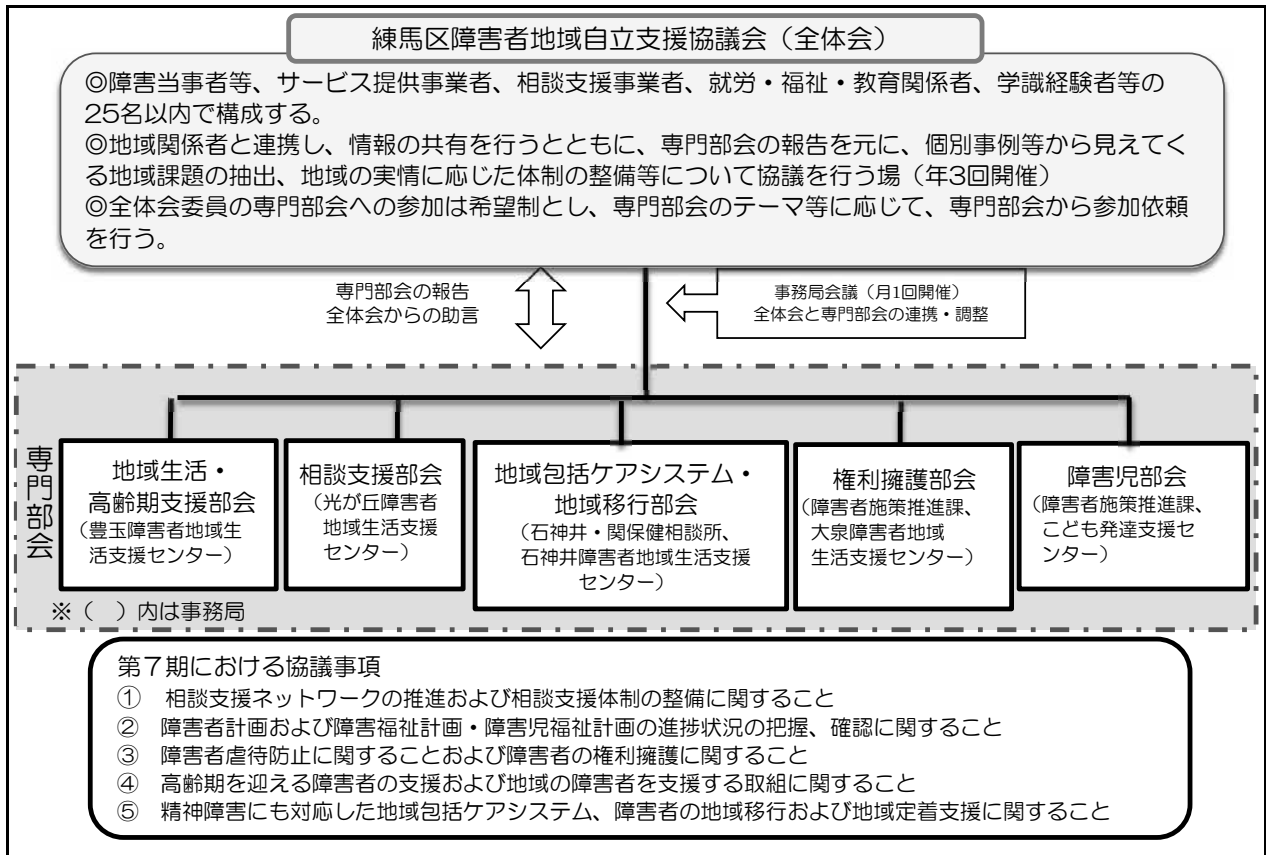 練馬区障害者地域自立支援協議会（全体会）
◎障害当事者等、サービス提供事業者、相談支援事業者、就労・福祉・教育関係者、学識経験者等の
25名以内で構成する。
◎地域関係者と連携し、情報の共有を行うとともに、専門部会の報告を元に、個別事例等から見えてく
る地域課題の抽出、地域の実情に応じた体制の整備等について協議を行う場（年3回開催）
◎全体会委員の専門部会への参加は希望制とし、専門部会のテーマ等に応じて、専門部会から参加依頼
を行う。
専門部会の報告
全体会からの助言
事務局会議（月1回開催）
全体会と専門部会の連携・調整
専門部会
地域生活・
高齢期支援部会
（豊玉障害者地域生
活支援センター）
相談支援部会
（光が丘障害者
地域生活支援
センター）
地域包括ケアシステム・
地域移行部会
（石神井・関保健相談所、
石神井障害者地域生活支援
センター）
権利擁護部会
（障害者施策推進課、
大泉障害者地域
生活支援センター）
障害児部会
（障害者施策推進課、
こども発達支援セ
ンター）
※（　）内は事務局
第7期における協議事項
①　相談支援ネットワークの推進および相談支援体制の整備に関すること
②　障害者計画および障害福祉計画・障害児福祉計画の進捗状況の把握、確認に関すること
③　障害者虐待防止に関することおよび障害者の権利擁護に関すること
④　高齢期を迎える障害者の支援および地域の障害者を支援する取組に関すること
⑤　精神障害にも対応した地域包括ケアシステム、障害者の地域移行および地域定着支援に関すること